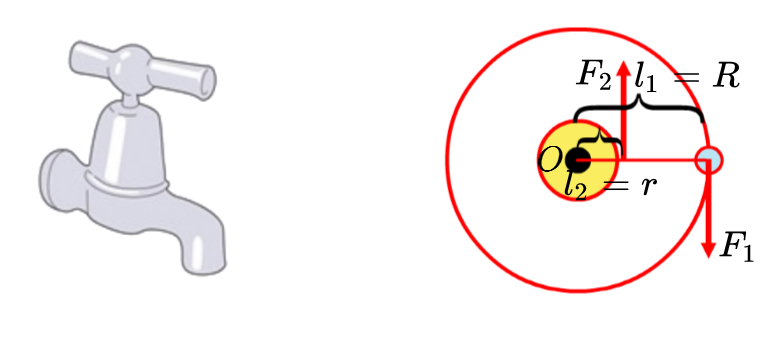 F₂ l₁ = R
O
l₂ = r
F₁